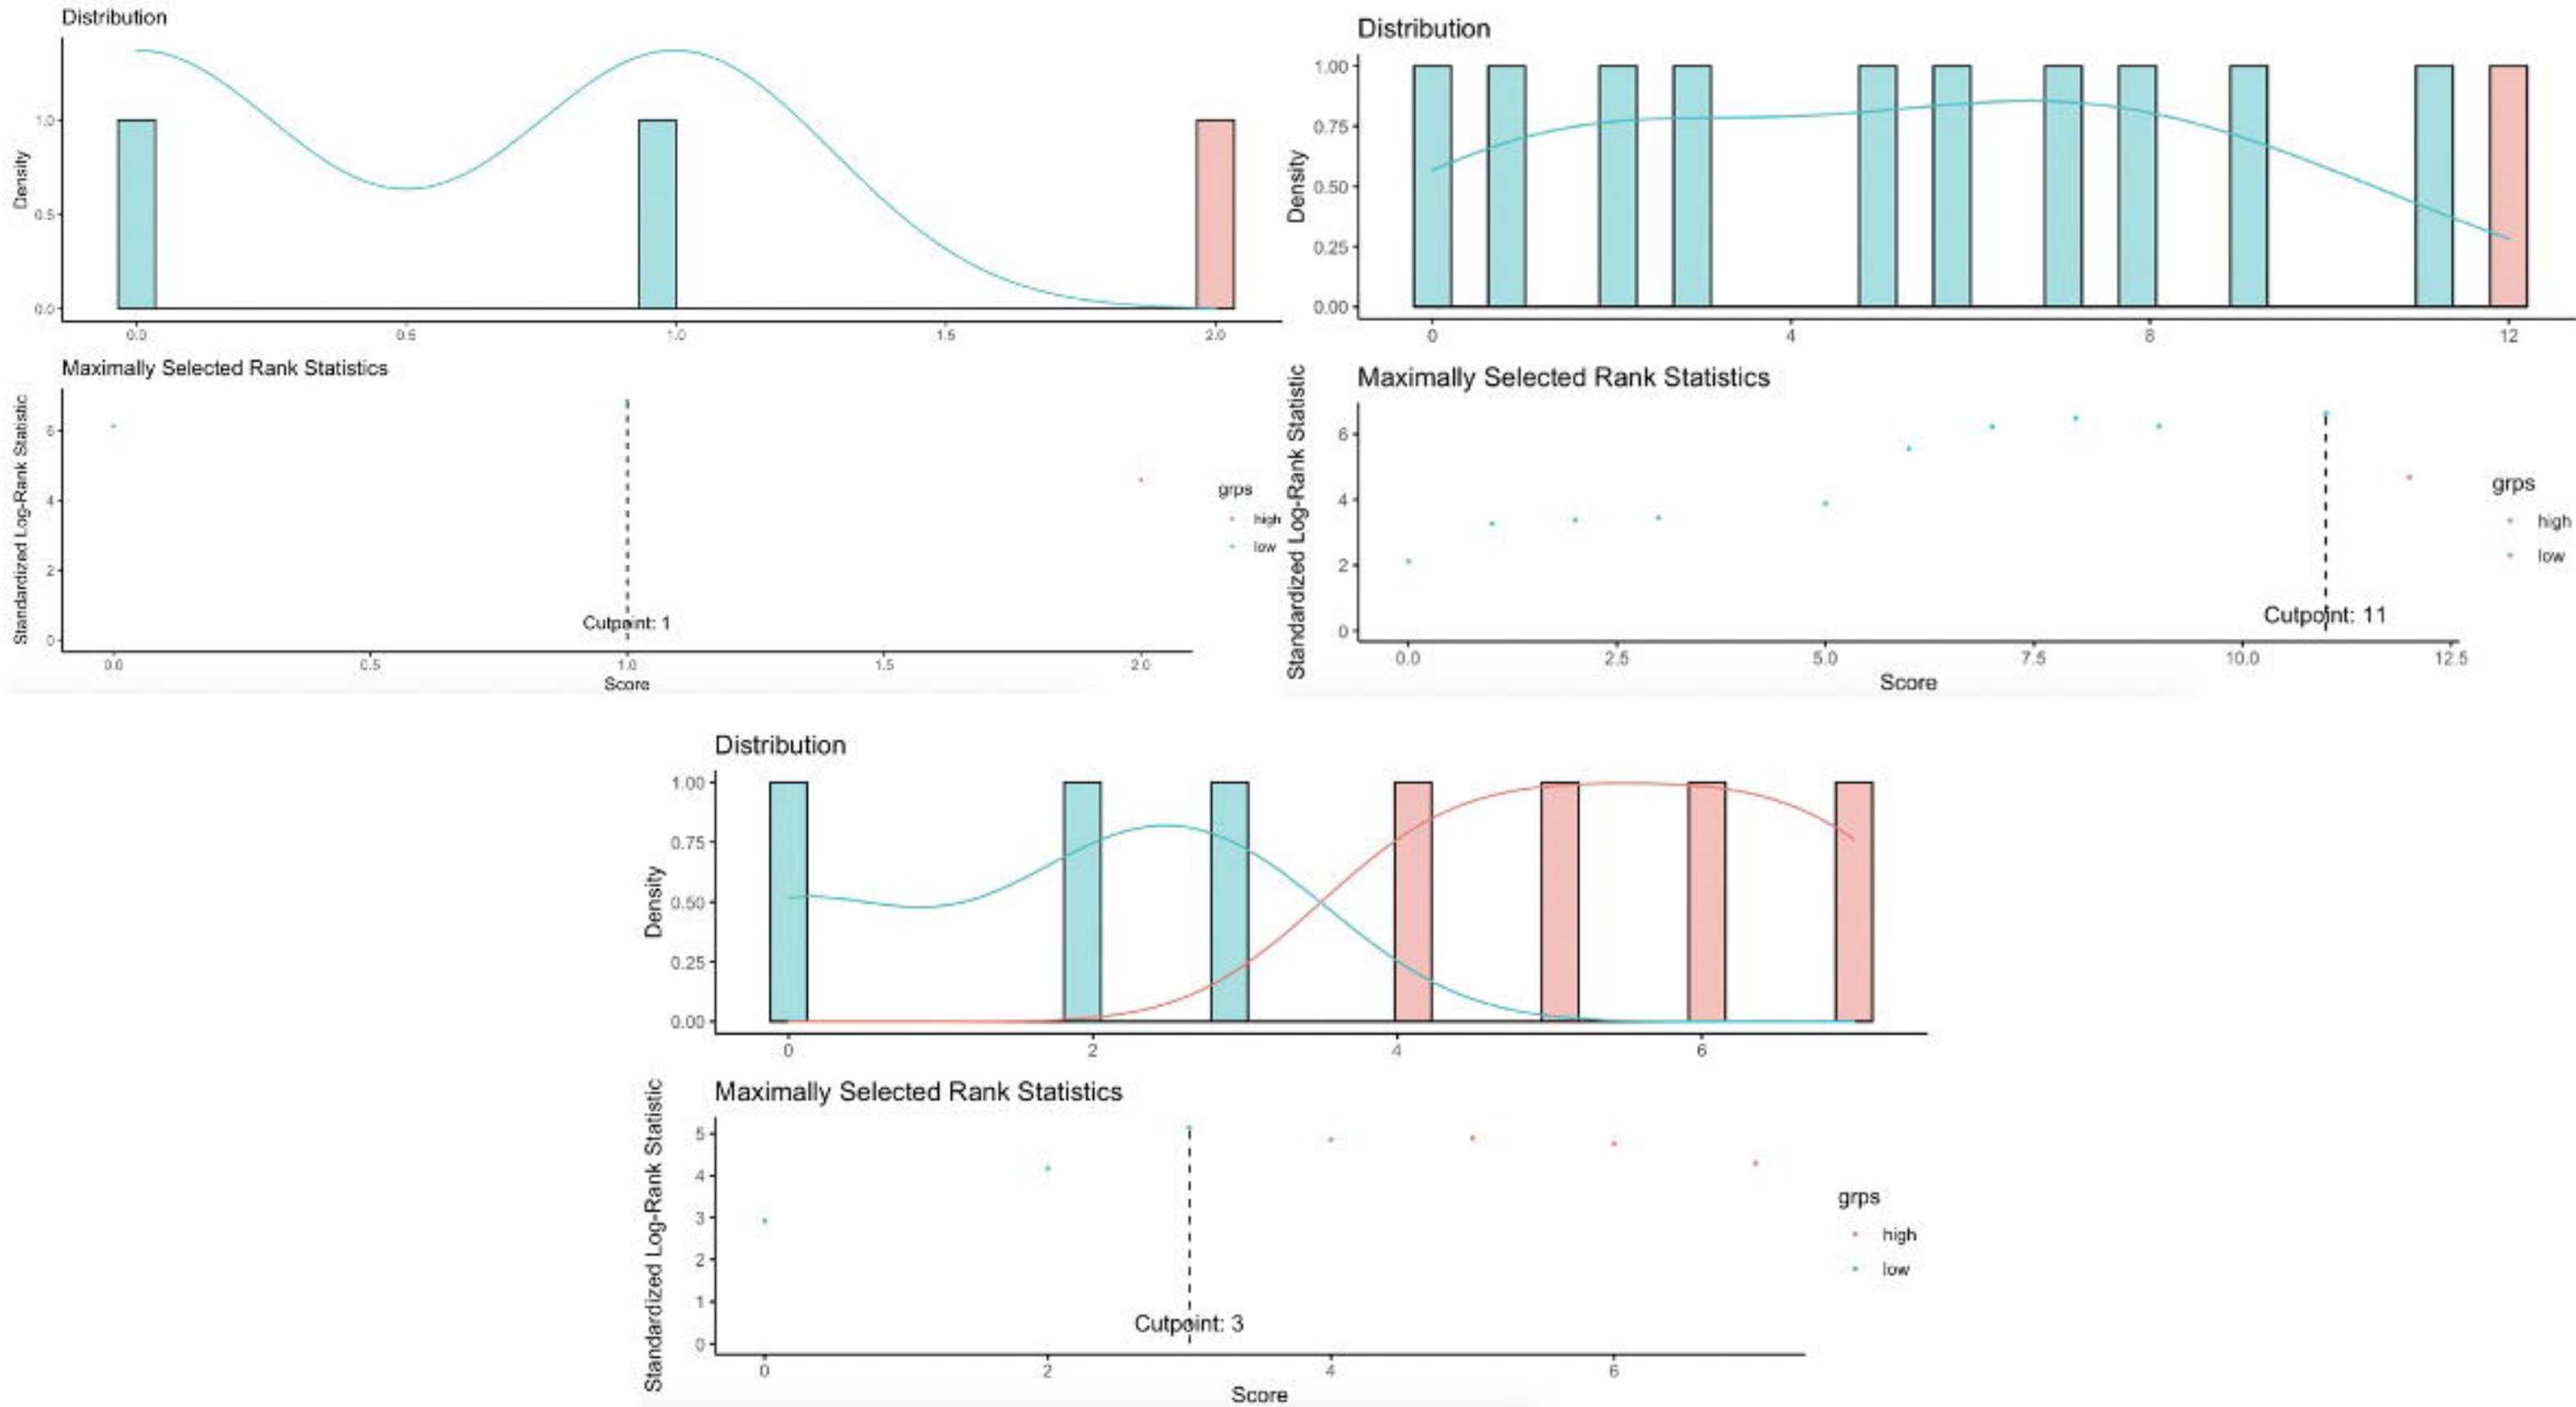 Distribution
Density
1.0
0.5
0.0
0.0 0.5 1.0 1.5 2.0
Maximally Selected Rank Statistics
Standardized Log-Rank Statistic
6
4
2
0
Cutpoint: 1
0.0 0.5 1.0 1.5 2.0
Score
grps
high
low
Distribution
Density
1.00
0.75
0.50
0.25
0.00
0 4 8 12
Maximally Selected Rank Statistics
Standardized Log-Rank Statistic
6
4
2
0
Cutpoint: 11
0.0 2.5 5.0 7.5 10.0 12.5
Score
grps
high
low
Distribution
Density
1.00
0.75
0.50
0.25
0.00
0 2 4 6
Maximally Selected Rank Statistics
Standardized Log-Rank Statistic
5
4
3
2
1
0
Cutpoint: 3
0 2 4 6
Score
grps
high
low